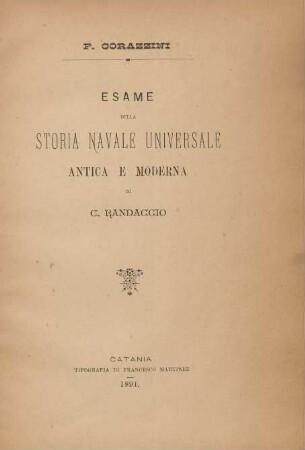 F. CORAZZINI
ESAME
DELLA
STORIA NAVALE UNIVERSALE
ANTICA E MODERNA
DI
C. RANDACCIO
CATANIA
TIPOGRAFIA DI FRANCESCO MARTINEZ
1891.